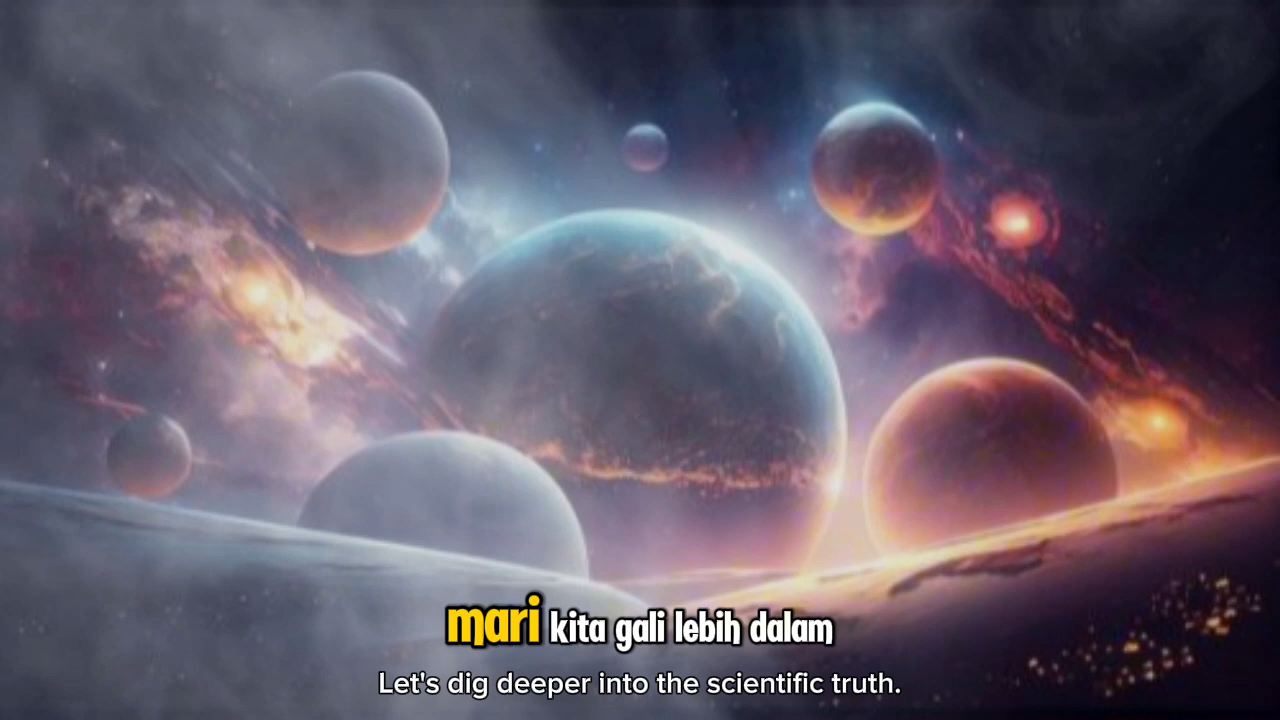 mari kita gali lebih dalam
Let's dig deeper into the scientific truth.